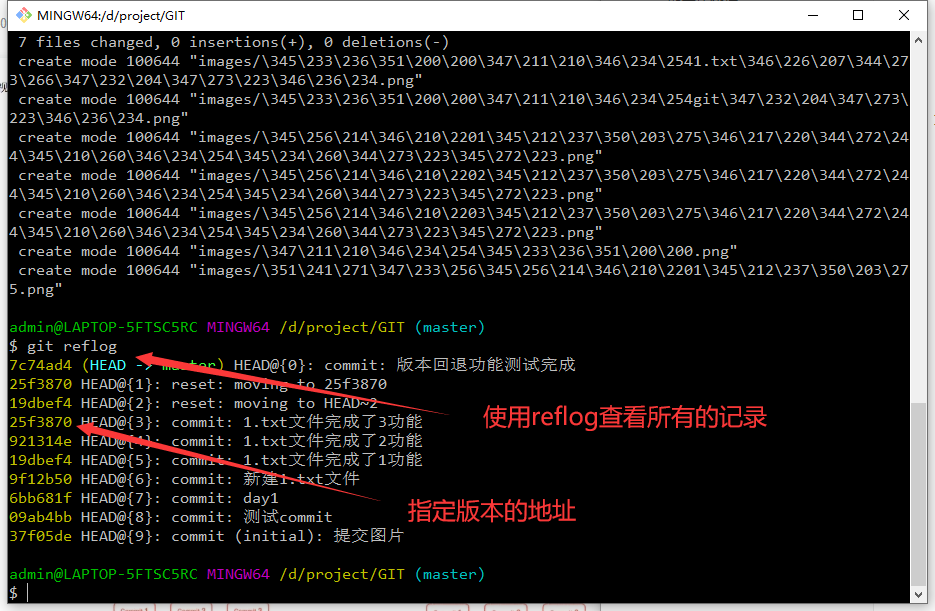 MINGW64:/d/project/GIT
7 files changed, 0 insertions(+), 0 deletions(-)
create mode 100644 "images/\345\233\236\351\200\200\347\211\210\346\234\2541.txt\346\226\207\344\27
3\266\347\232\204\347\273\223\346\236\234.png"
create mode 100644 "images/\345\233\236\351\200\200\347\211\210\346\234\254git\347\232\204\347\273\
223\346\236\234.png"
create mode 100644 "images/\345\256\214\346\210\2201\345\212\237\350\203\275\346\217\220\344\272\24
4\345\210\260\346\234\254\345\234\260\344\273\223\345\272\223.png"
create mode 100644 "images/\345\256\214\346\210\2202\345\212\237\350\203\275\346\217\220\344\272\24
4\345\210\260\346\234\254\345\234\260\344\273\223\345\272\223.png"
create mode 100644 "images/\345\256\214\346\210\2203\345\212\237\350\203\275\346\217\220\344\272\24
4\345\210\260\346\234\254\345\234\260\344\273\223\345\272\223.png"
create mode 100644 "images/\347\211\210\346\234\254\345\233\236\351\200\200.png"
create mode 100644 "images/\351\241\271\347\233\256\345\256\214\346\210\2201\345\212\237\350\203\27
5.png"
admin@LAPTOP-5FTSC5RC MINGW64 /d/project/GIT (master)
$ git reflog
7c74ad4 (HEAD -> master) HEAD@{0}: commit: 版本回退功能测试完成
25f3870 HEAD@{1}: reset: moving to 25f3870
19dbef4 HEAD@{2}: reset: moving to HEAD~2
25f3870 HEAD@{3}: commit: 1.txt文件完成了3功能
921314e HEAD@{4}: commit: 1.txt文件完成了2功能
19dbef4 HEAD@{5}: commit: 1.txt文件完成了1功能
9f12b50 HEAD@{6}: commit: 新建1.txt文件
6bb681f HEAD@{7}: commit: day1
09ab4bb HEAD@{8}: commit: 测试commit
37f05de HEAD@{9}: commit (initial): 提交图片
使用reflog查看所有的记录
指定版本的地址
admin@LAPTOP-5FTSC5RC MINGW64 /d/project/GIT (master)
$